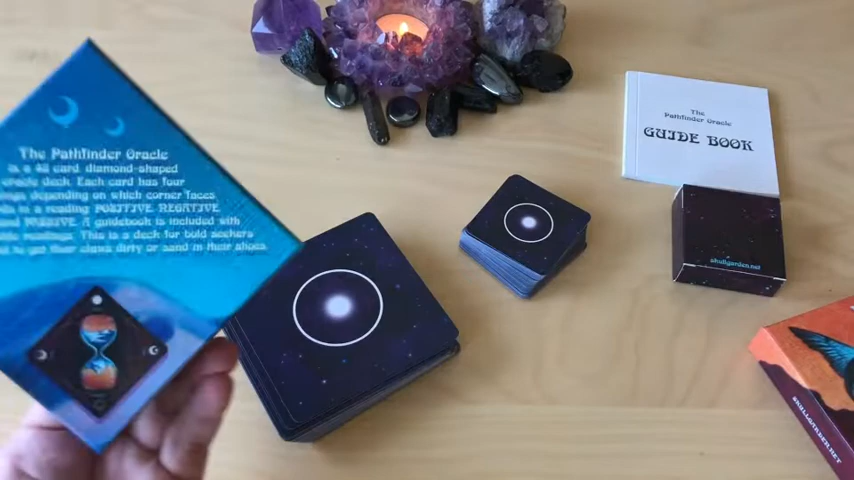 The Pathfinder Oracle
is a 48 card diamond-shaped
oracle deck. Each card has four
depending on which corner faces
in a reading: POSITIVE NEGATIVE
and PASSIVE. A guidebook is included with
readings. This is a deck for bold seekers
to get their claws dirty or sand in their shoes.
The
Pathfinder Oracle
GUIDE BOOK
skullgarden.net
SKULLGARDEN.NET